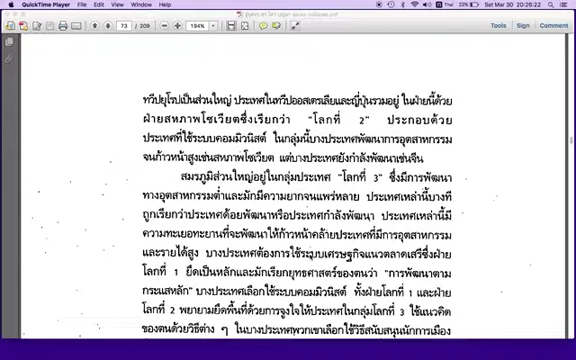 QuickTime Player File Edit View Window Help Thai 22% Sat Mar 30 20:26:22
73 / 209 194% Tools Sign Comment
ทวีปยุโรปเป็นส่วนใหญ่ ประเทศในทวีปออสเตรเลียและญี่ปุ่นรวมอยู่ ในฝ่ายนี้ด้วย
ฝ่ายสหภาพโซเวียตซึ่งเรียกว่า "โลกที่ 2" ประกอบด้วย
ประเทศที่ใช้ระบบคอมมิวนิสต์ ในกลุ่มนี้บางประเทศพัฒนาการอุตสาหกรรม
จนก้าวหน้าสูงเช่นสหภาพโซเวียต แต่บางประเทศยังกำลังพัฒนาเช่นจีน
สมรภูมิส่วนใหญ่อยู่ในกลุ่มประเทศ "โลกที่ 3" ซึ่งมีการพัฒนา
ทางอุตสาหกรรมต่ำและมักมีความยากจนแพร่หลาย ประเทศเหล่านี้บางที
ถูกเรียกว่าประเทศด้อยพัฒนาหรือประเทศกำลังพัฒนา ประเทศเหล่านี้มี
ความทะเยอทะยานที่จะพัฒนาให้ก้าวหน้าคล้ายประเทศที่มีการอุตสาหกรรม
และรายได้สูง บางประเทศต้องการใช้ระบบเศรษฐกิจแนวตลาดเสรีซึ่งฝ่าย
โลกที่ 1 ยึดเป็นหลักและมักเรียกยุทธศาสตร์ของตนว่า "การพัฒนาตาม
กระแสหลัก" บางประเทศเลือกใช้ระบบคอมมิวนิสต์ ทั้งฝ่ายโลกที่ 1 และฝ่าย
โลกที่ 2 พยายามยึดพื้นที่ด้วยการจูงใจให้ประเทศในกลุ่มโลกที่ 3 ใช้แนวคิด
ของตนด้วยวิธีต่าง ๆ ในบางประเทศพวกเขาเลือกใช้วิธีสนับสนุนนักการเมือง